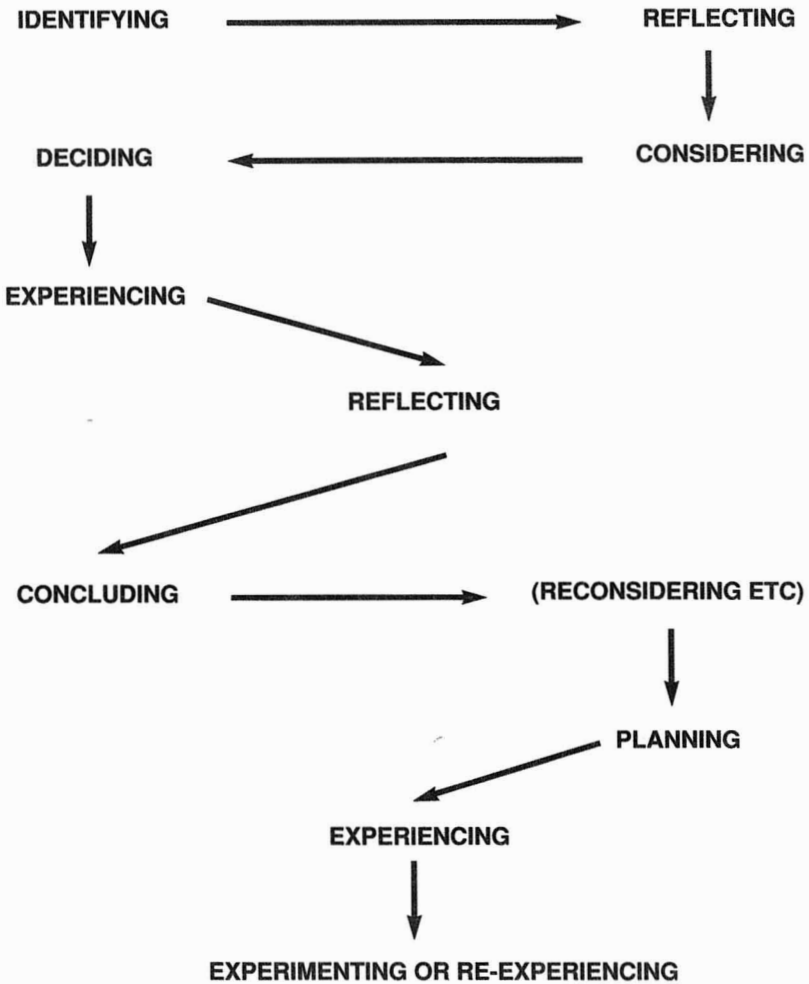 IDENTIFYING
REFLECTING
DECIDING
CONSIDERING
EXPERIENCING
REFLECTING
CONCLUDING
(RECONSIDERING ETC)
PLANNING
EXPERIENCING
EXPERIMENTING OR RE-EXPERIENCING